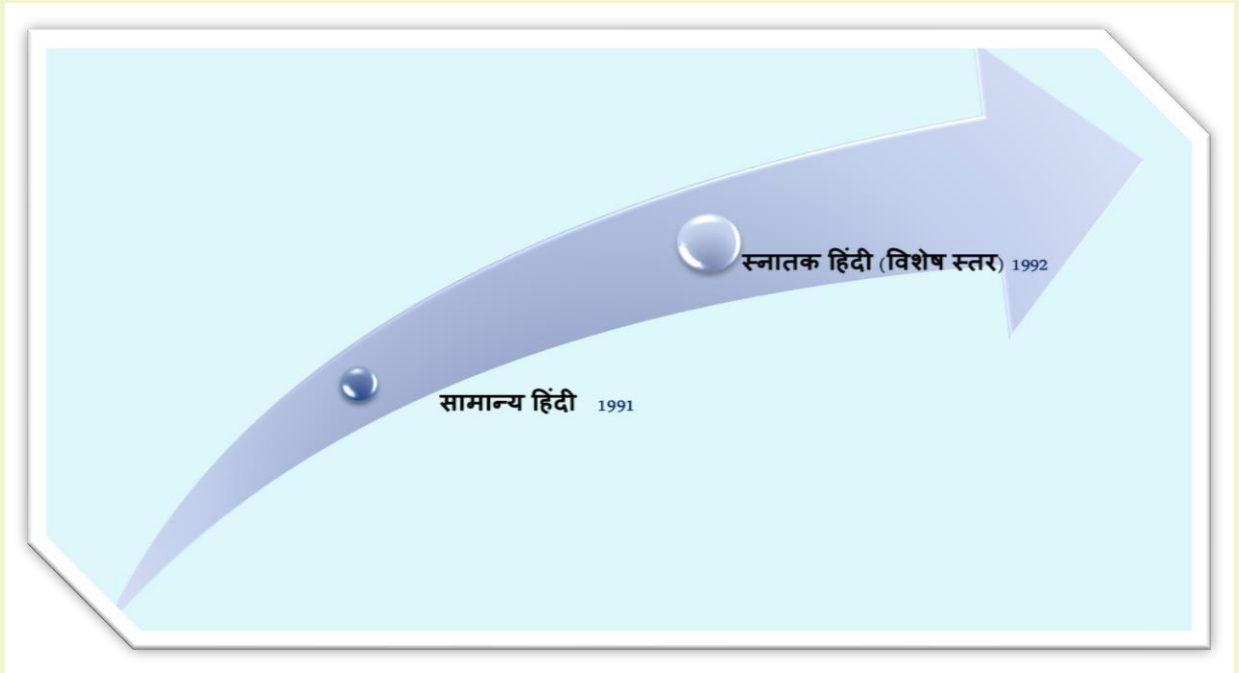 स्नातक हिंदी (विशेष स्तर) 1992
सामान्य हिंदी 1991